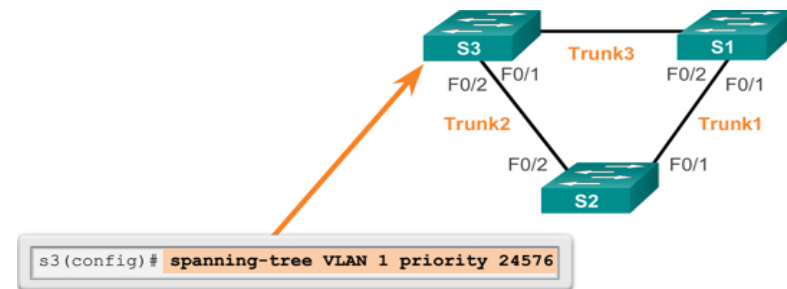 S3
Trunk3
S1
F0/2
F0/1
F0/2
F0/1
Trunk2
Trunk1
F0/2
F0/1
S2
s3(config)# spanning-tree VLAN 1 priority 24576